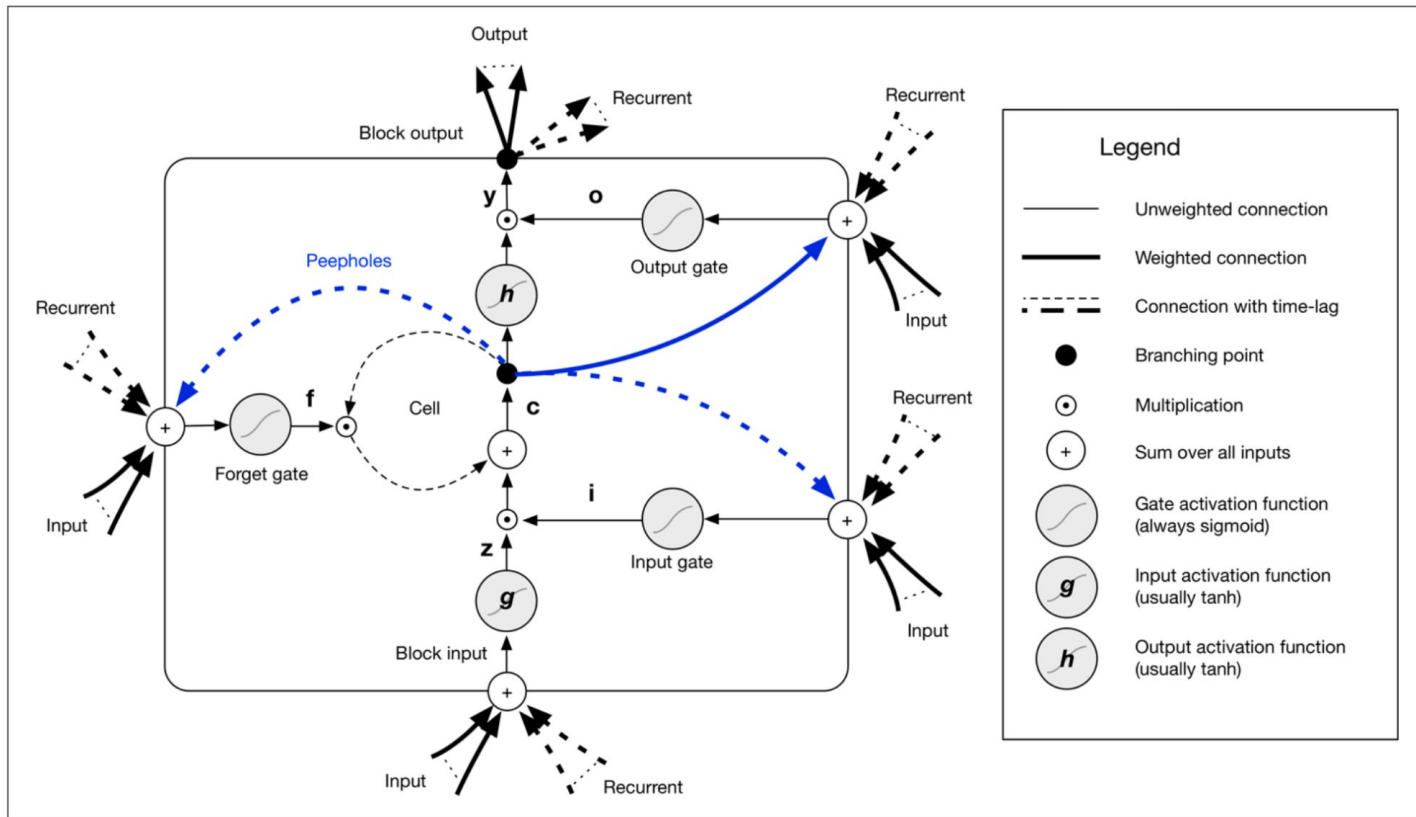 Output
Recurrent
Block output
Recurrent
y
o
Output gate
h
Input
Peepholes
Recurrent
f
Cell
c
Forget gate
Input
Recurrent
i
Input gate
z
g
Input
Block input
Input
Recurrent
Legend
Unweighted connection
Weighted connection
Connection with time-lag
Branching point
Multiplication
Sum over all inputs
Gate activation function
(always sigmoid)
g
Input activation function
(usually tanh)
h
Output activation function
(usually tanh)